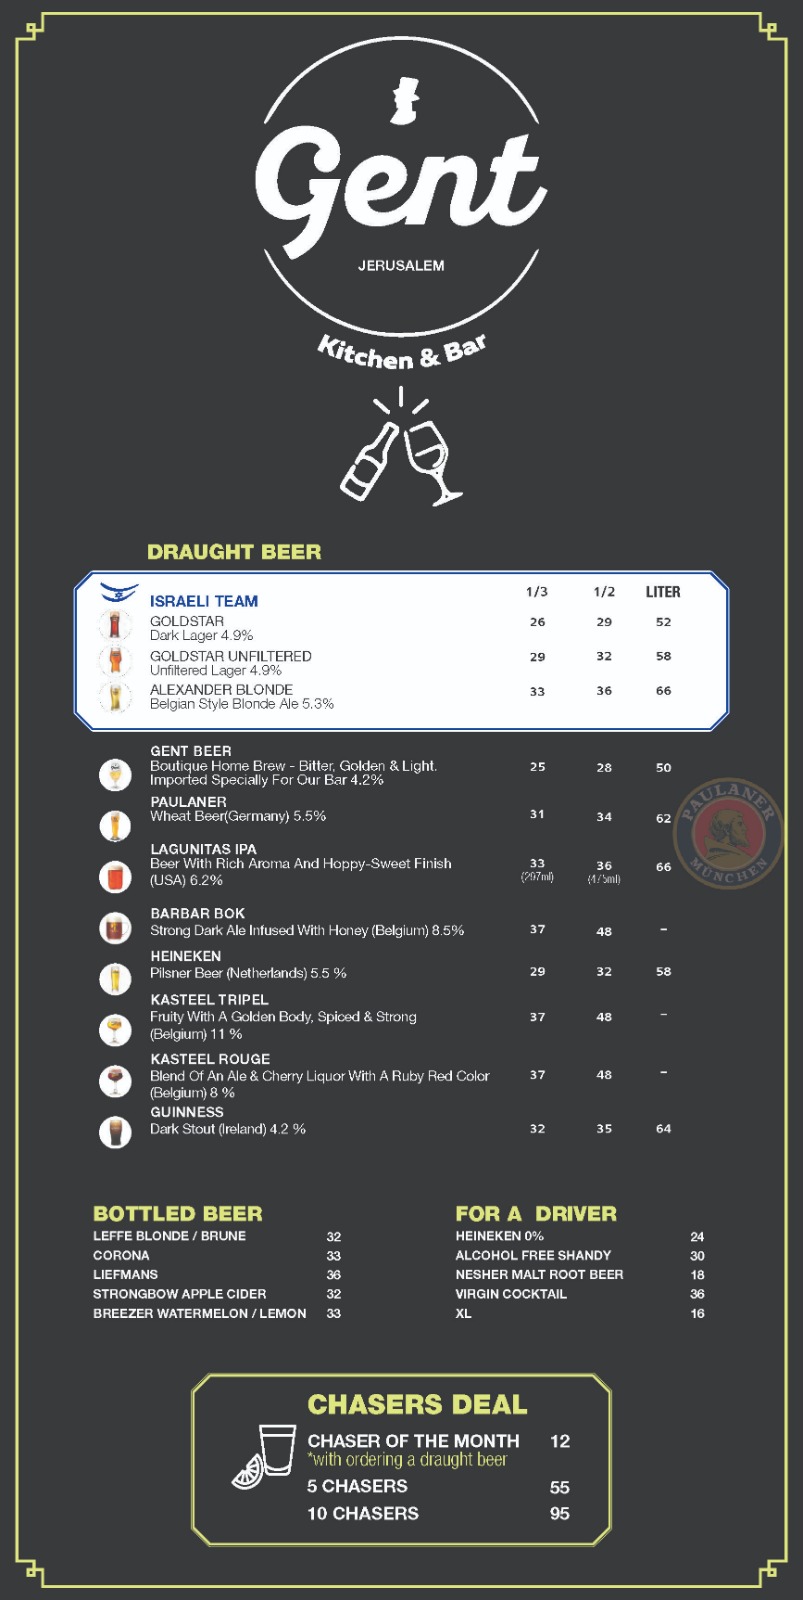 Gent
JERUSALEM
Kitchen & Bar
DRAUGHT BEER
1/3 1/2 LITER
ISRAELI TEAM
GOLDSTAR 26 29 52
Dark Lager 4.9%
GOLDSTAR UNFILTERED 29 32 58
Unfiltered Lager 4.9%
ALEXANDER BLONDE 33 36 66
Belgian Style Blonde Ale 5.3%
GENT BEER
Boutique Home Brew - Bitter, Golden & Light. 25 28 50
Imported Specially For Our Bar 4.2%
PAULANER
Wheat Beer(Germany) 5.5% 31 34 62
PAULANER
MÜNCHEN
LAGUNITAS IPA
Beer With Rich Aroma And Hoppy-Sweet Finish 33 36 66
(USA) 6.2% (297ml) (475ml)
BARBAR BOK
Strong Dark Ale Infused With Honey (Belgium) 8.5% 37 48 –
HEINEKEN
Pilsner Beer (Netherlands) 5.5 % 29 32 58
KASTEEL TRIPEL
Fruity With A Golden Body, Spiced & Strong 37 48 –
(Belgium) 11 %
KASTEEL ROUGE
Blend Of An Ale & Cherry Liquor With A Ruby Red Color 37 48 –
(Belgium) 8 %
GUINNESS
Dark Stout (Ireland) 4.2 % 32 35 64
BOTTLED BEER
LEFFE BLONDE / BRUNE 32
CORONA 33
LIEFMANS 36
STRONGBOW APPLE CIDER 32
BREEZER WATERMELON / LEMON 33
FOR A DRIVER
HEINEKEN 0% 24
ALCOHOL FREE SHANDY 30
NESHER MALT ROOT BEER 18
VIRGIN COCKTAIL 36
XL 16
CHASERS DEAL
CHASER OF THE MONTH 12
*with ordering a draught beer
5 CHASERS 55
10 CHASERS 95